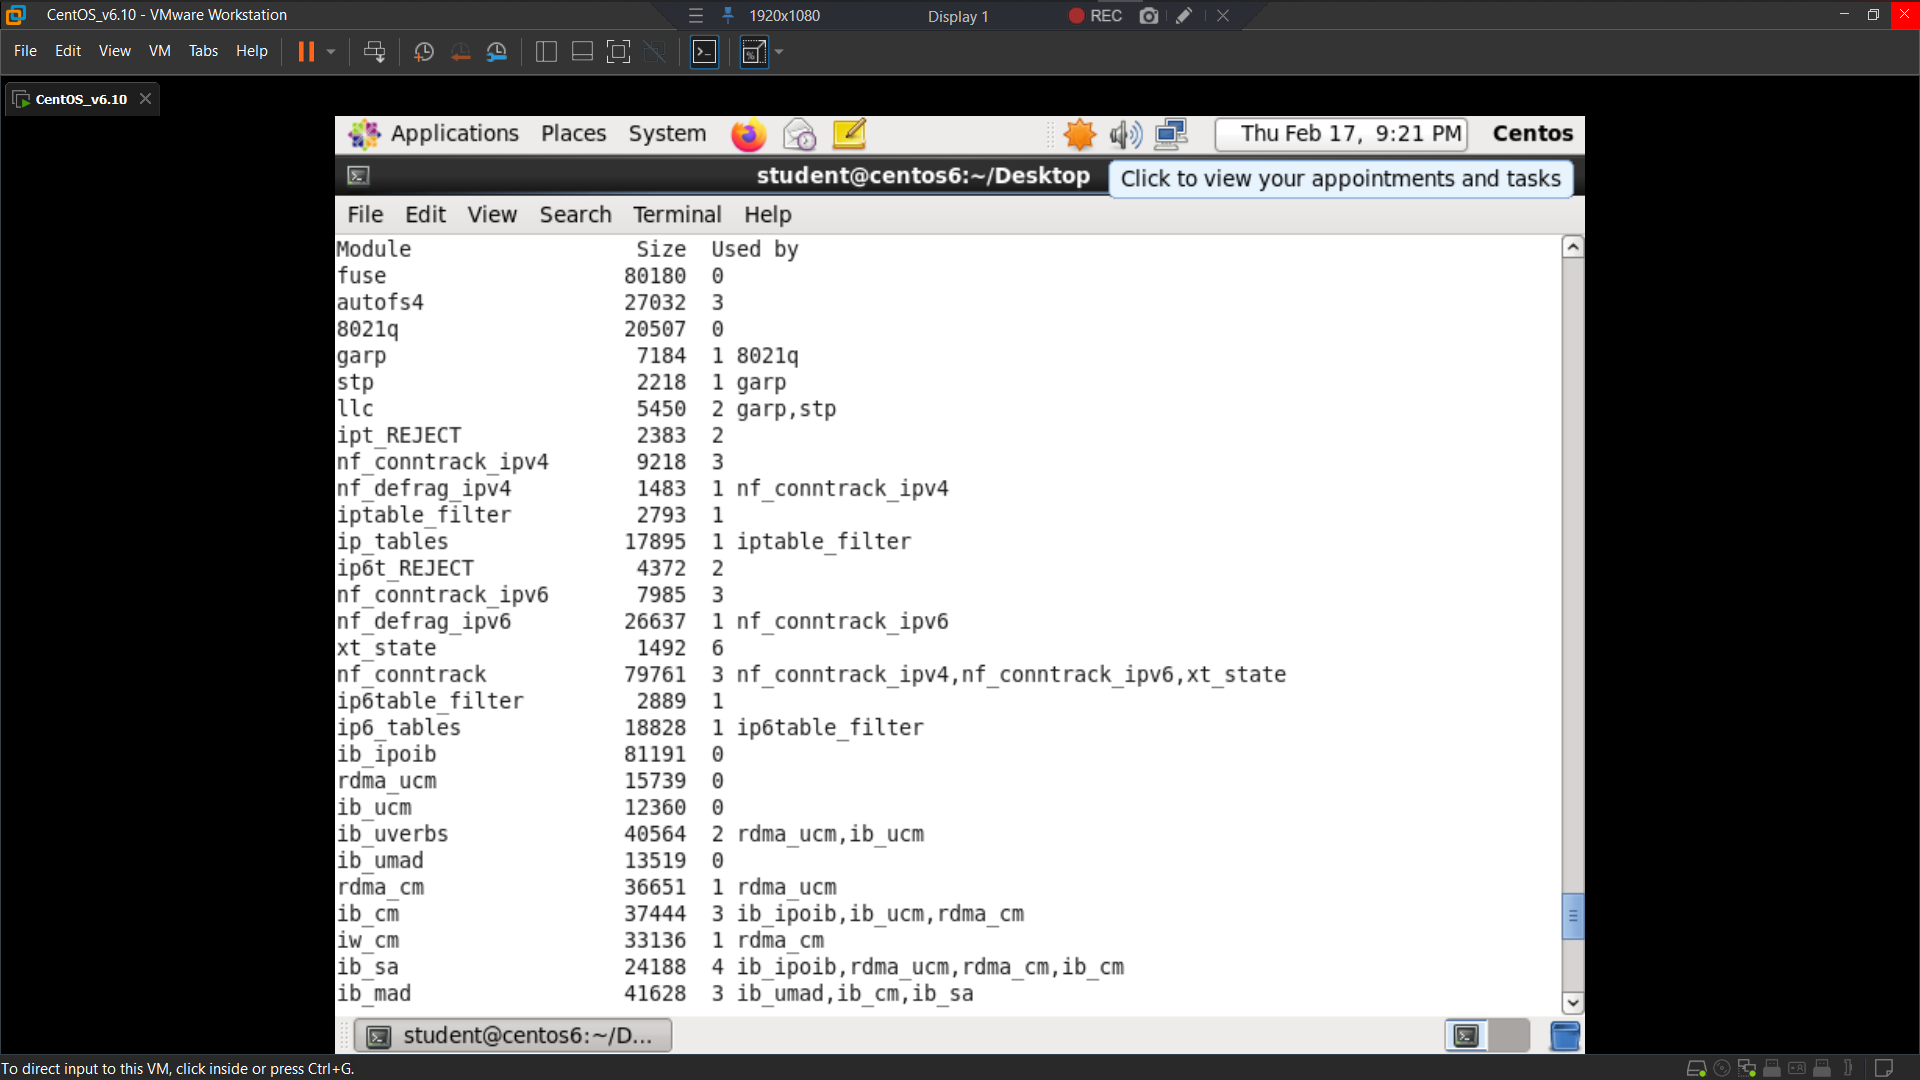 CentOS_v6.10 - VMware Workstation
1920x1080 Display 1 REC
File Edit View VM Tabs Help
CentOS_v6.10
Applications Places System Thu Feb 17, 9:21 PM Centos
student@centos6:~/Desktop
Click to view your appointments and tasks
File Edit View Search Terminal Help
Module Size Used by
fuse 80180 0
autofs4 27032 3
8021q 20507 0
garp 7184 1 8021q
stp 2218 1 garp
llc 5450 2 garp,stp
ipt_REJECT 2383 2
nf_conntrack_ipv4 9218 3
nf_defrag_ipv4 1483 1 nf_conntrack_ipv4
iptable_filter 2793 1
ip_tables 17895 1 iptable_filter
ip6t_REJECT 4372 2
nf_conntrack_ipv6 7985 3
nf_defrag_ipv6 26637 1 nf_conntrack_ipv6
xt_state 1492 6
nf_conntrack 79761 3 nf_conntrack_ipv4,nf_conntrack_ipv6,xt_state
ip6table_filter 2889 1
ip6_tables 18828 1 ip6table_filter
ib_ipoib 81191 0
rdma_ucm 15739 0
ib_ucm 12360 0
ib_uverbs 40564 2 rdma_ucm,ib_ucm
ib_umad 13519 0
rdma_cm 36651 1 rdma_ucm
ib_cm 37444 3 ib_ipoib,ib_ucm,rdma_cm
iw_cm 33136 1 rdma_cm
ib_sa 24188 4 ib_ipoib,rdma_ucm,rdma_cm,ib_cm
ib_mad 41628 3 ib_umad,ib_cm,ib_sa
student@centos6:~/D...
To direct input to this VM, click inside or press Ctrl+G.